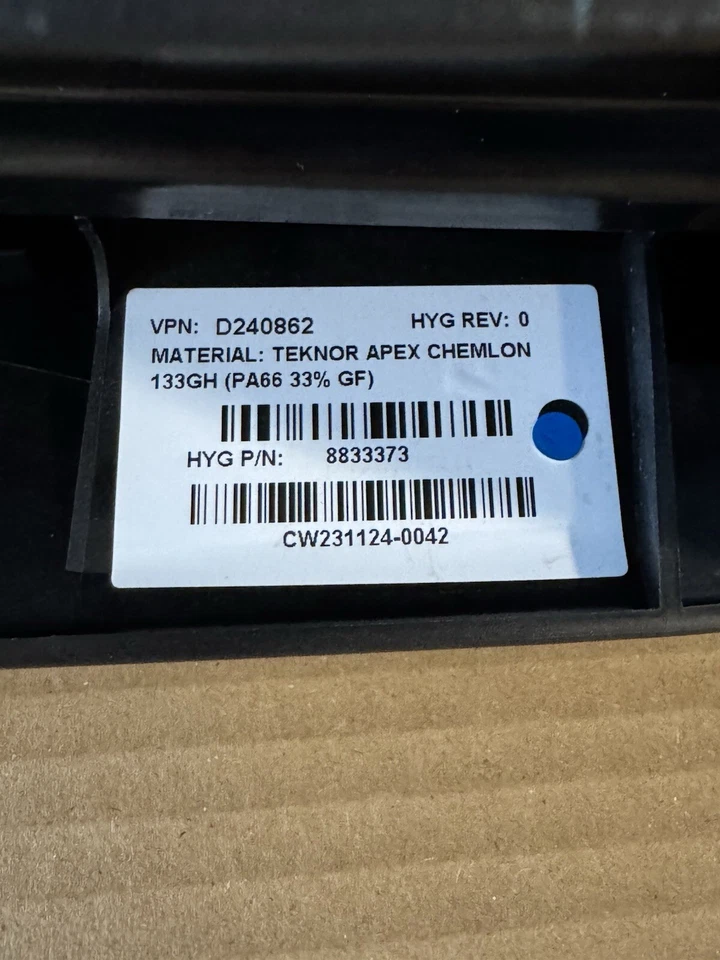 VPN: D240862 HYG REV: 0
MATERIAL: TEKNOR APEX CHEMLON
133GH (PA66 33% GF)
HYG P/N: 8833373
CW231124-0042